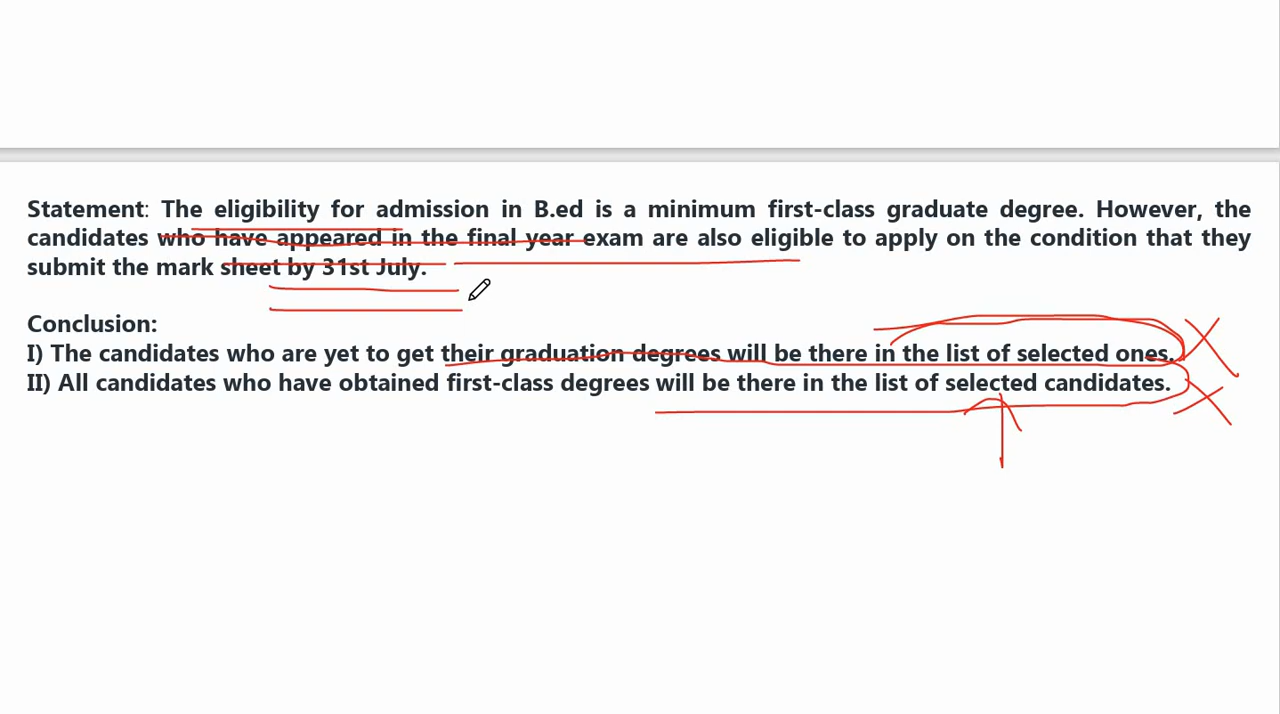 Statement: The eligibility for admission in B.ed is a minimum first-class graduate degree. However, the
candidates who have appeared in the final year exam are also eligible to apply on the condition that they
submit the mark sheet by 31st July.
Conclusion:
I) The candidates who are yet to get their graduation degrees will be there in the list of selected ones.
II) All candidates who have obtained first-class degrees will be there in the list of selected candidates.